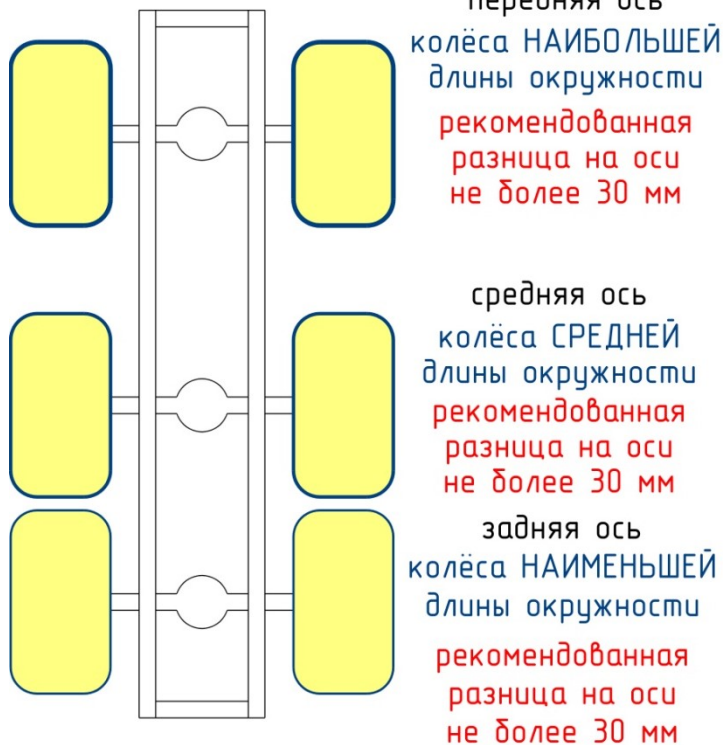 передняя ось
колёса НАИБОЛЬШЕЙ
длины окружности
рекомендованная
разница на оси
не более 30 мм
средняя ось
колёса СРЕДНЕЙ
длины окружности
рекомендованная
разница на оси
не более 30 мм
задняя ось
колёса НАИМЕНЬШЕЙ
длины окружности
рекомендованная
разница на оси
не более 30 мм